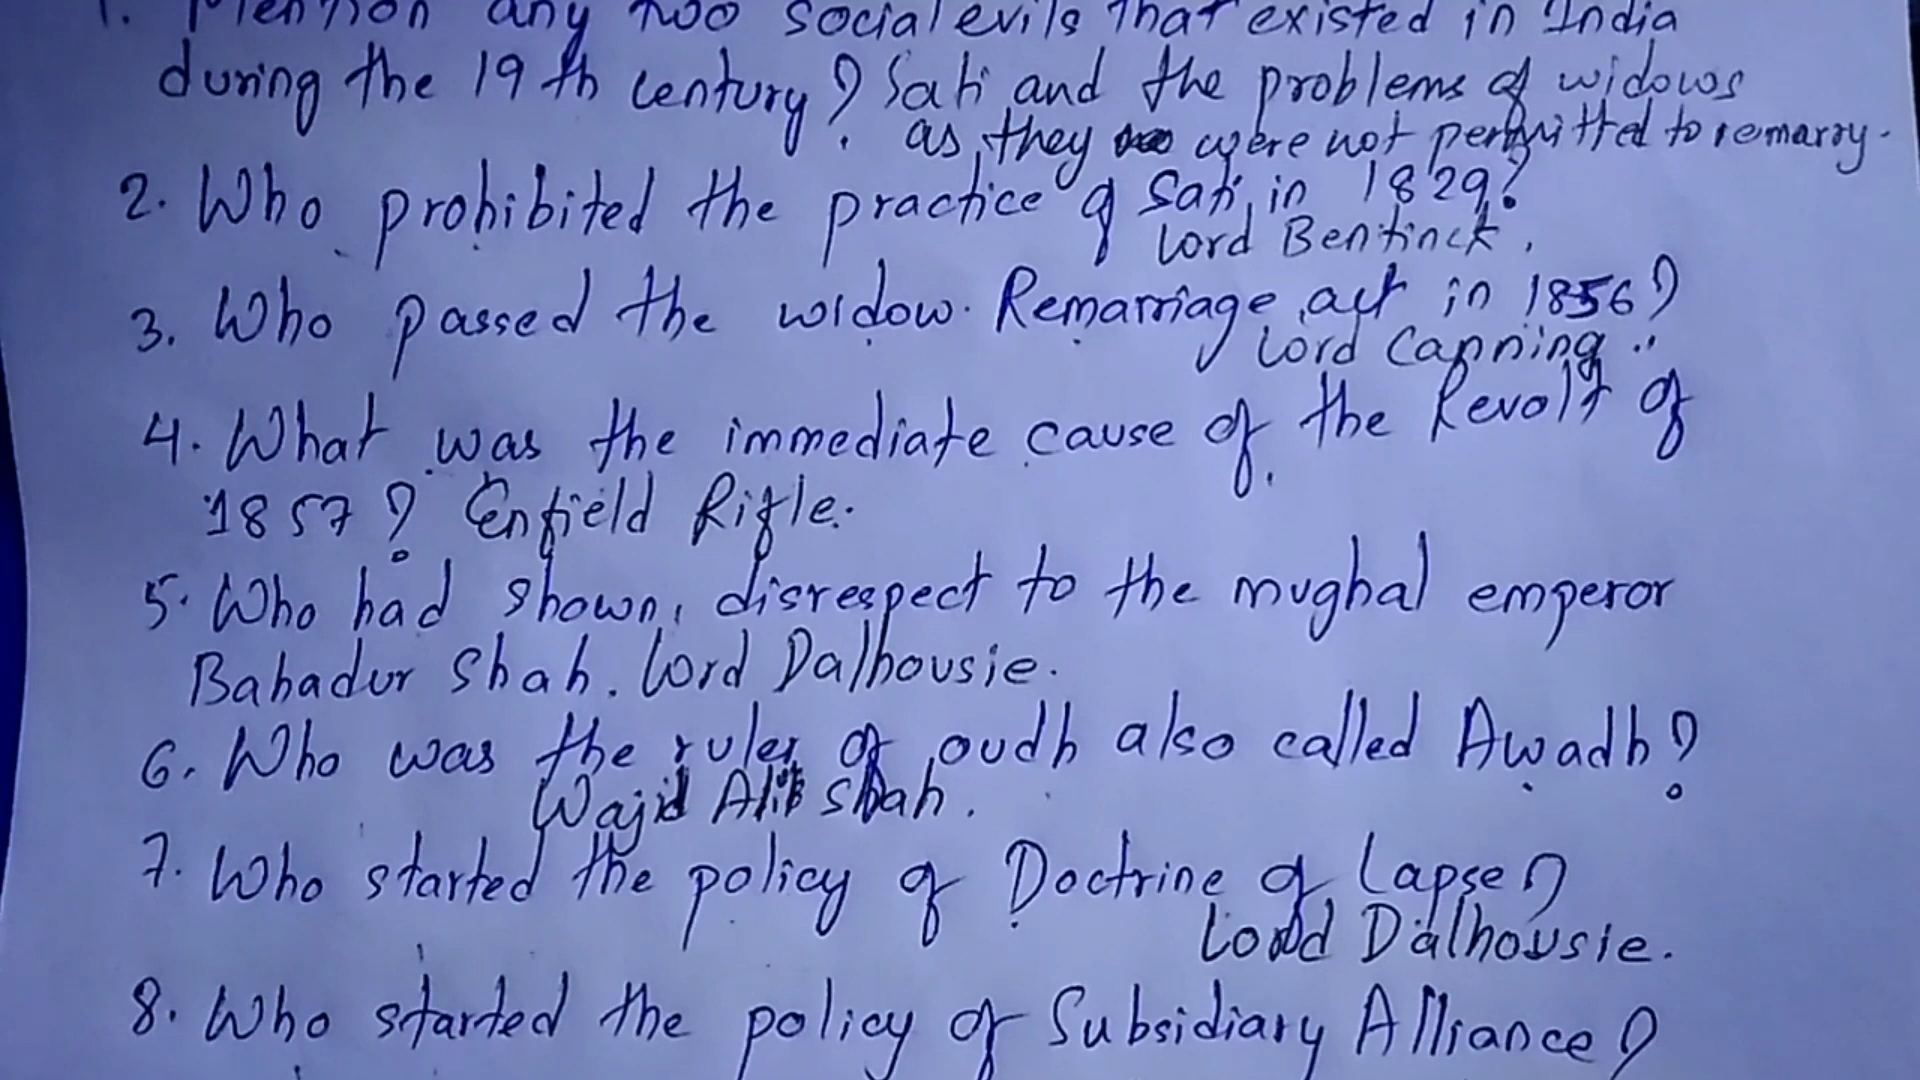 1. Mention any two social evils that existed in India
during the 19th century? Sati and the problems of widows
as they were not permitted to remarry.
2. Who prohibited the practice of Sati in 1829?
Lord Bentinck.
3. Who passed the widow Remarriage act in 1856?
Lord Canning.
4. What was the immediate cause of the Revolt of
1857? Enfield Rifle.
5. Who had shown disrespect to the mughal emperor
Bahadur Shah. Lord Dalhousie.
6. Who was the ruler of oudh also called Awadh?
Wajid Ali Shah.
7. Who started the policy of Doctrine of Lapse?
Lord Dalhousie.
8. Who started the policy of Subsidiary Alliance?